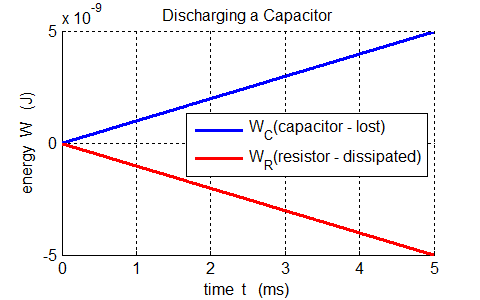 x 10^-9
Discharging a Capacitor
5
0
-5
energy W (J)
W_C(capacitor - lost)
W_R(resistor - dissipated)
0 1 2 3 4 5
time t (ms)